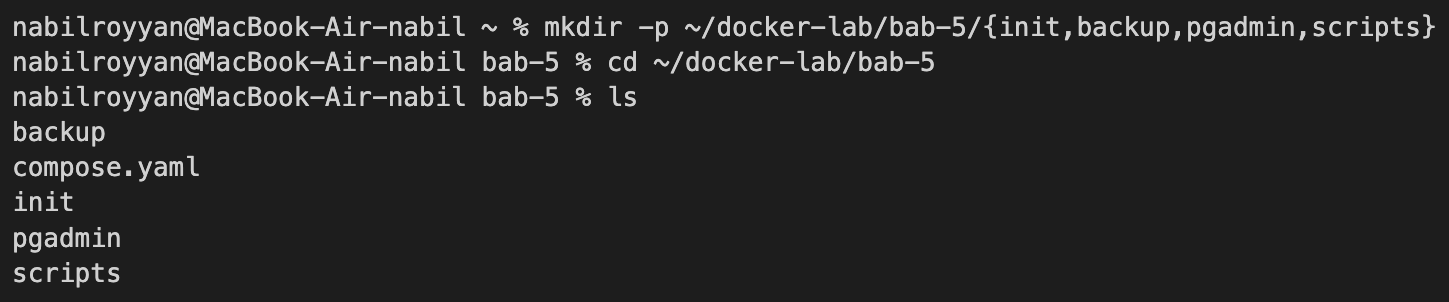 nabilroyyan@MacBook-Air-nabil ~ % mkdir -p ~/docker-lab/bab-5/{init,backup,pgadmin,scripts}
nabilroyyan@MacBook-Air-nabil bab-5 % cd ~/docker-lab/bab-5
nabilroyyan@MacBook-Air-nabil bab-5 % ls
backup
compose.yaml
init
pgadmin
scripts